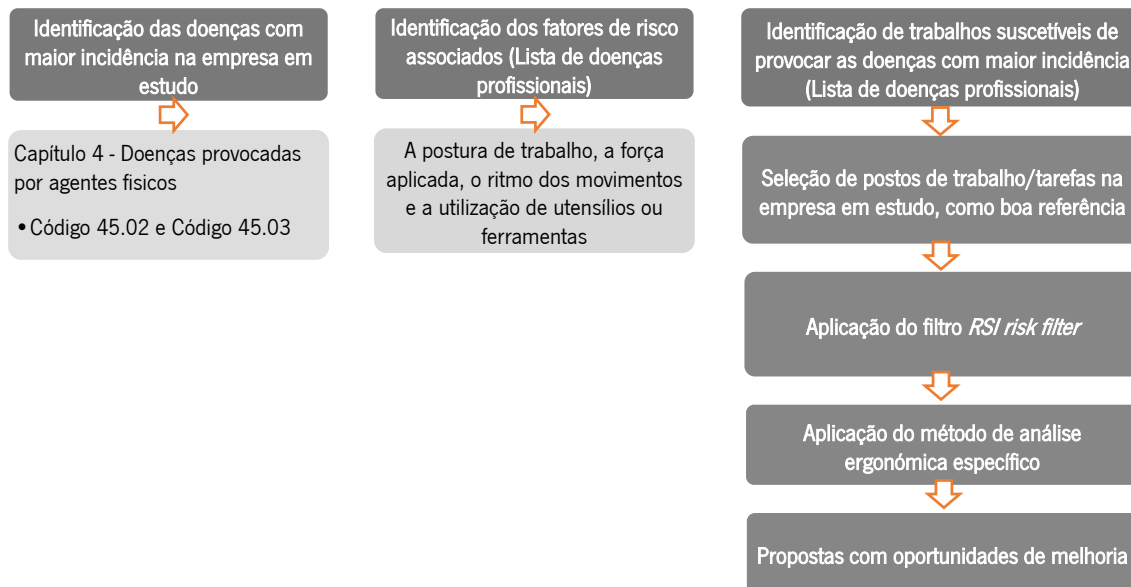 Identificação das doenças com
maior incidência na empresa em
estudo
Capítulo 4 - Doenças provocadas
por agentes fisicos
• Código 45.02 e Código 45.03
Identificação dos fatores de risco
associados (Lista de doenças
profissionais)
A postura de trabalho, a força
aplicada, o ritmo dos movimentos
e a utilização de utensílios ou
ferramentas
Identificação de trabalhos suscetíveis de
provocar as doenças com maior incidência
(Lista de doenças profissionais)
Seleção de postos de trabalho/tarefas na
empresa em estudo, como boa referência
Aplicação do filtro RSI risk filter
Aplicação do método de análise
ergonómica específico
Propostas com oportunidades de melhoria